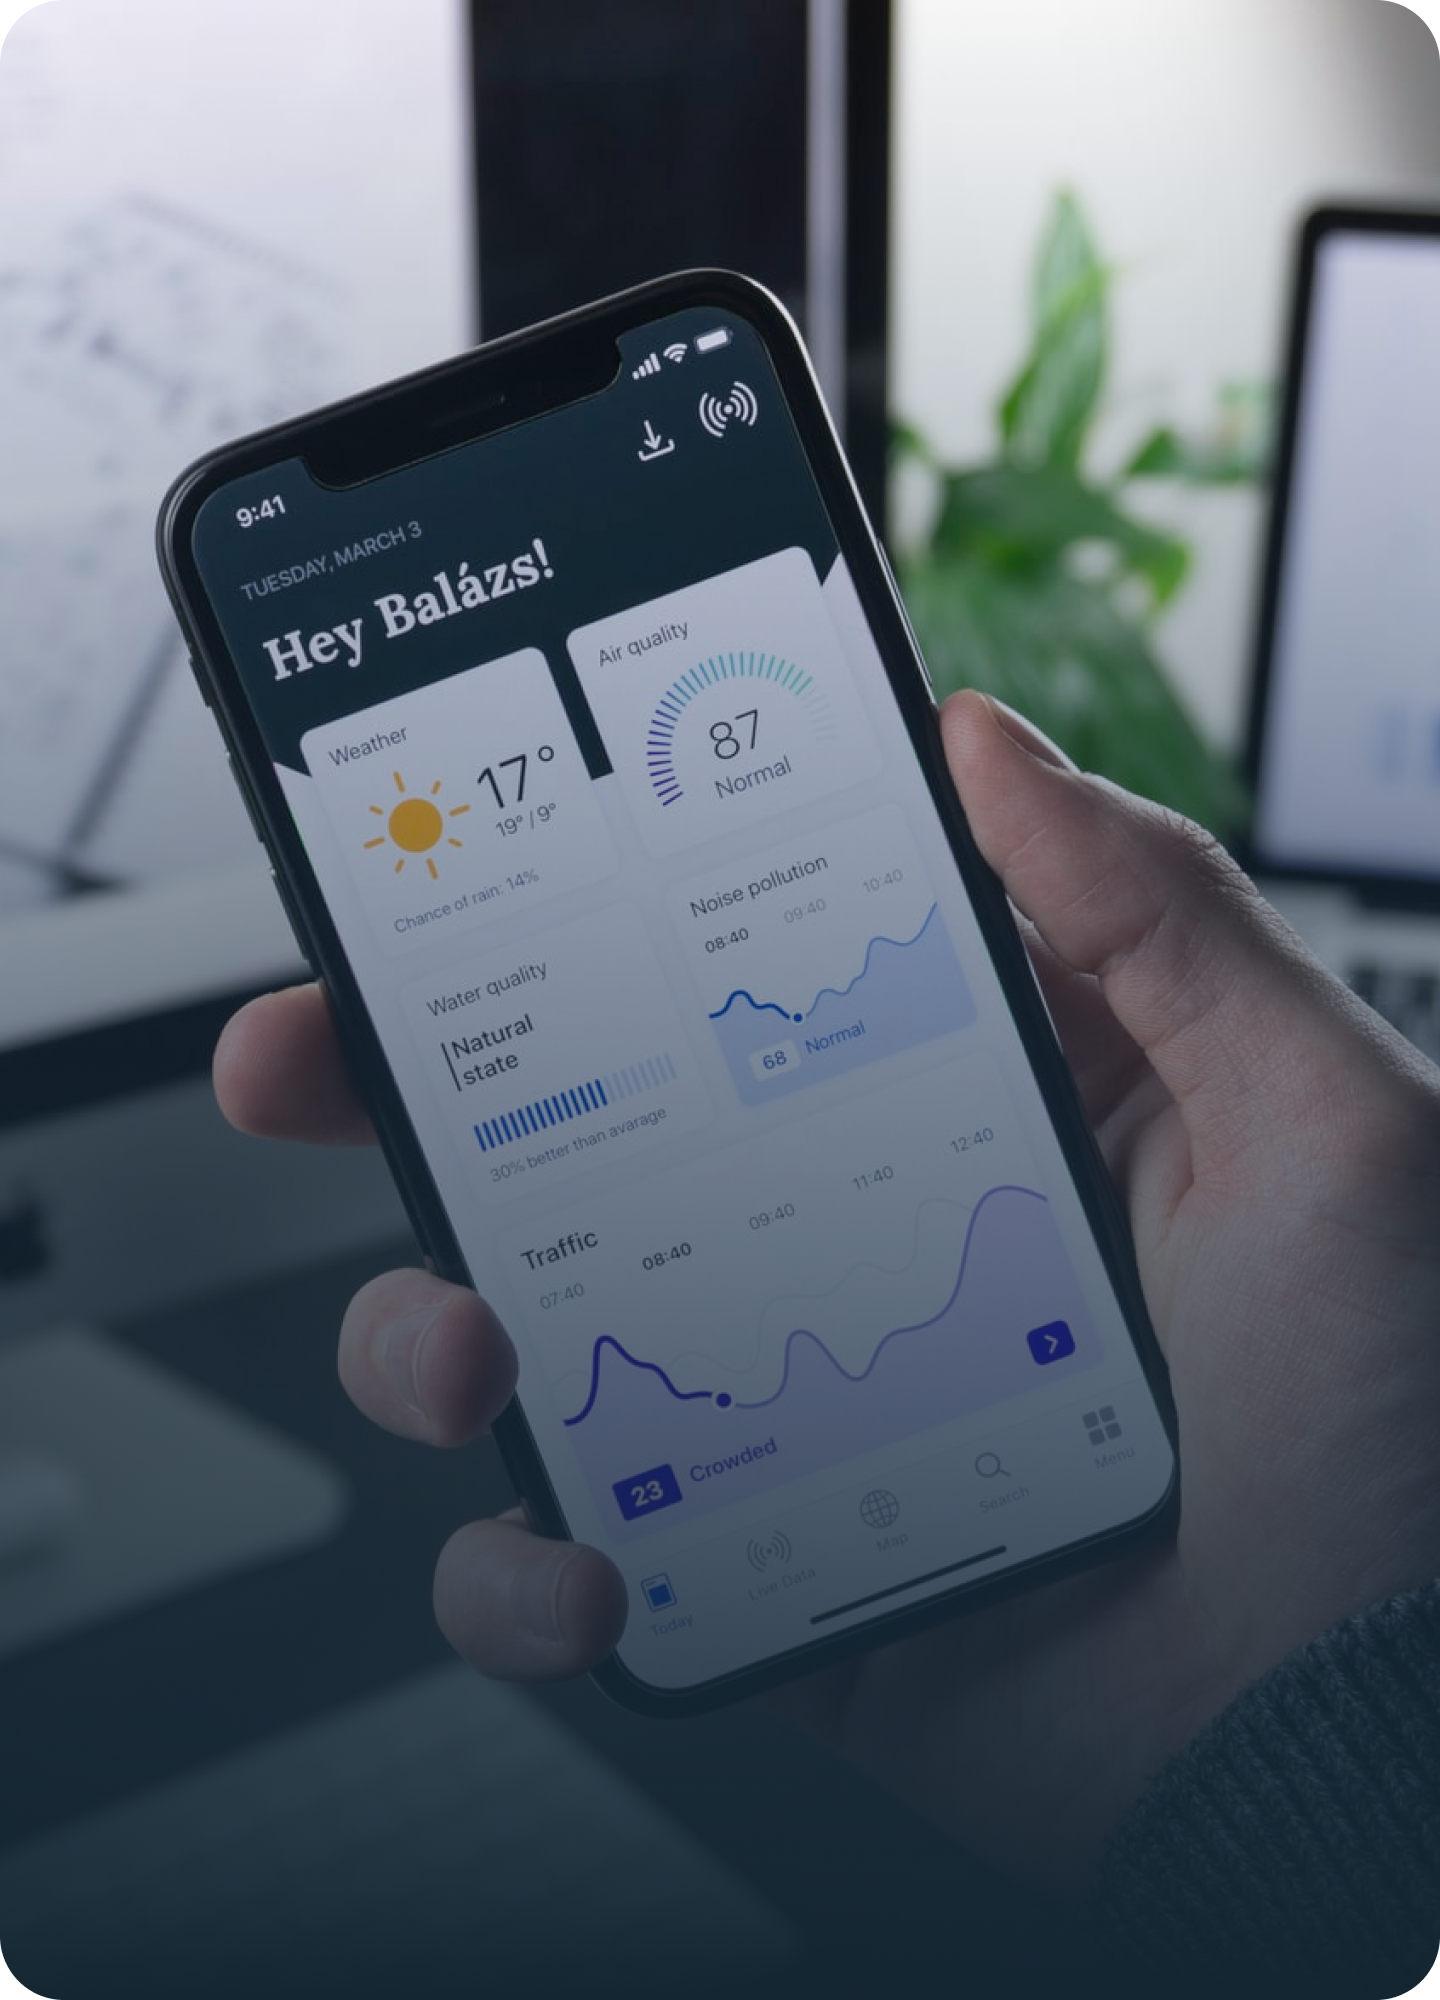 9:41
TUESDAY, MARCH 3
Hey Balázs!
Weather
17°
19° / 9°
Chance of rain: 14%
Air quality
87
Normal
Water quality
Natural
state
30% better than avarage
Noise pollution
08:40 09:40 10:40
68 Normal
Traffic
07:40 08:40 09:40 11:40 12:40
23 Crowded
Today Live Data Map Search Menu